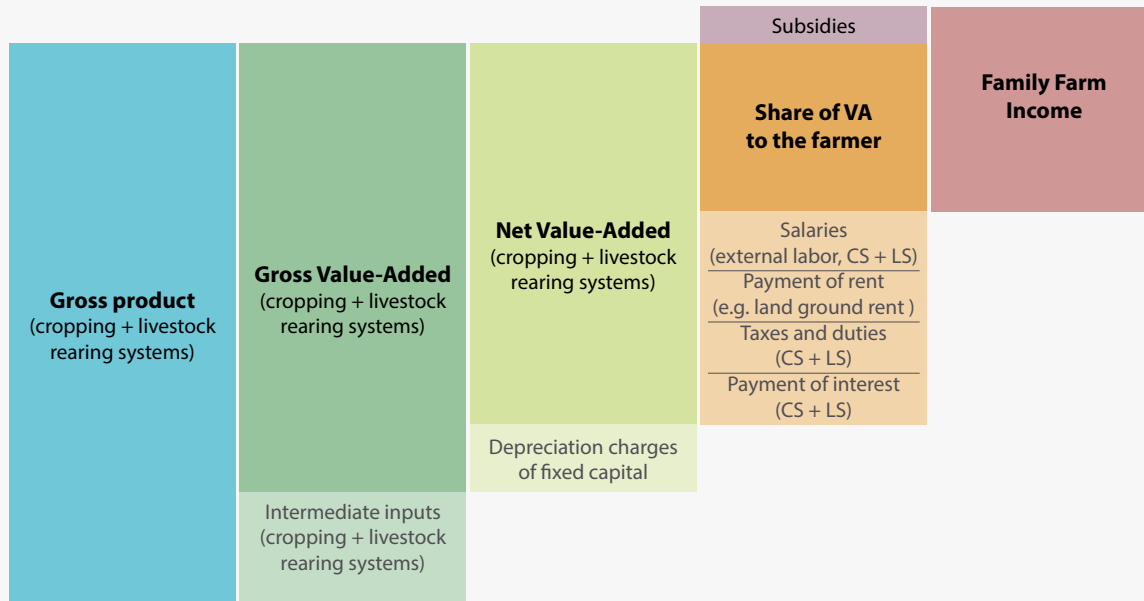 Gross product
(cropping + livestock
rearing systems)
Gross Value-Added
(cropping + livestock
rearing systems)
Intermediate inputs
(cropping + livestock
rearing systems)
Net Value-Added
(cropping + livestock
rearing systems)
Depreciation charges
of fixed capital
Subsidies
Share of VA
to the farmer
Salaries
(external labor, CS + LS)
Payment of rent
(e.g. land ground rent )
Taxes and duties
(CS + LS)
Payment of interest
(CS + LS)
Family Farm
Income